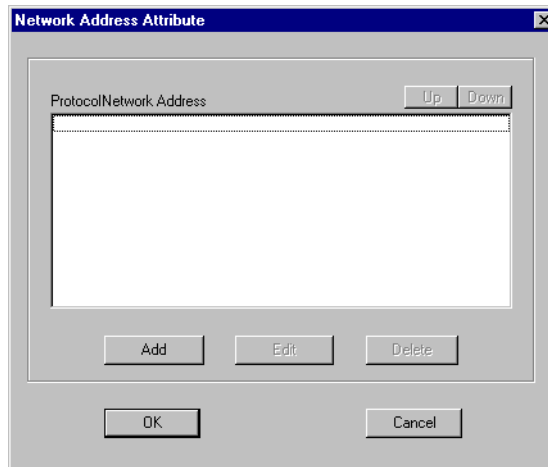 Network Address Attribute
ProtocolNetwork Address
Up Down
Add Edit Delete
OK Cancel